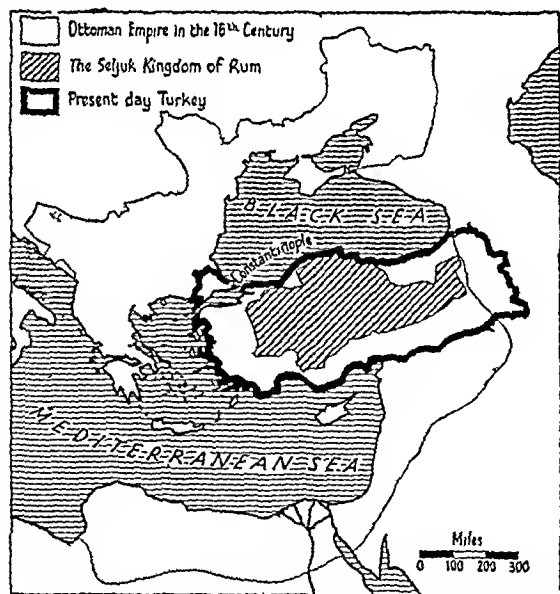 Ottoman Empire in the 16th Century
The Seljuk Kingdom of Rum
Present day Turkey
BLACK SEA
Constantinople
MEDITERRANEAN SEA
Miles
0 100 200 300